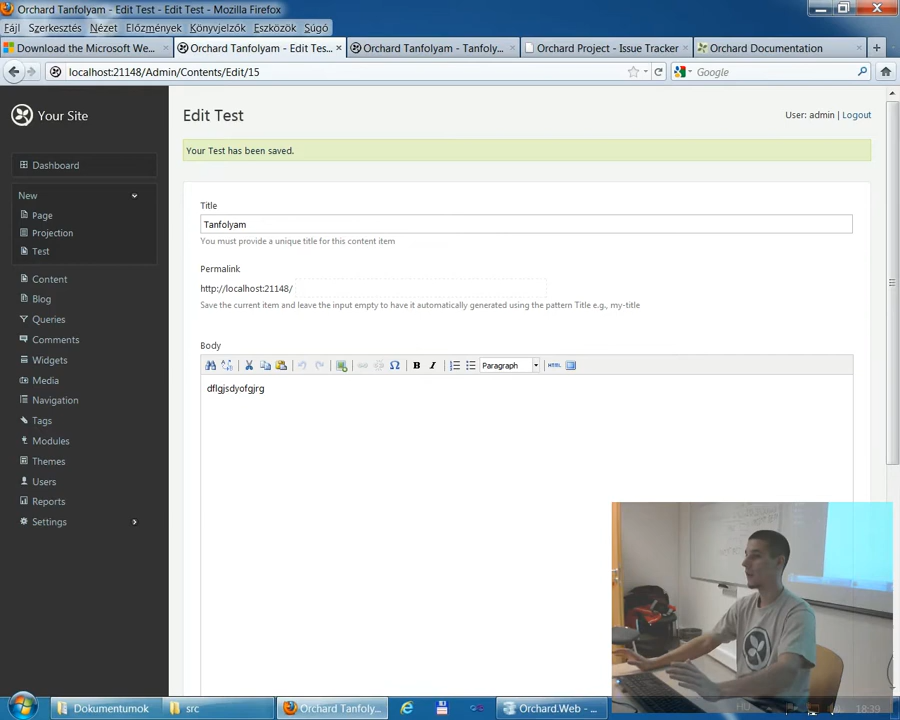 Orchard Tanfolyam - Edit Test - Edit Test - Mozilla Firefox
Fájl Szerkesztés Nézet Előzmények Könyvjelzők Eszközök Súgó
Download the Microsoft We... Orchard Tanfolyam - Edit Tes... Orchard Tanfolyam - Tanfoly... Orchard Project - Issue Tracker Orchard Documentation
localhost:21148/Admin/Contents/Edit/15 Google
Your Site
Edit Test
User: admin | Logout
Your Test has been saved.
Dashboard
New
Page
Projection
Test
Content
Blog
Queries
Comments
Widgets
Media
Navigation
Tags
Modules
Themes
Users
Reports
Settings
Title
Tanfolyam
You must provide a unique title for this content item
Permalink
http://localhost:21148/
Save the current item and leave the input empty to have it automatically generated using the pattern Title e.g., my-title
Body
B I Paragraph HTML
dflgjsdyofgjrg
Dokumentumok src Orchard Tanfoly... Orchard.Web - ... HU 18:39